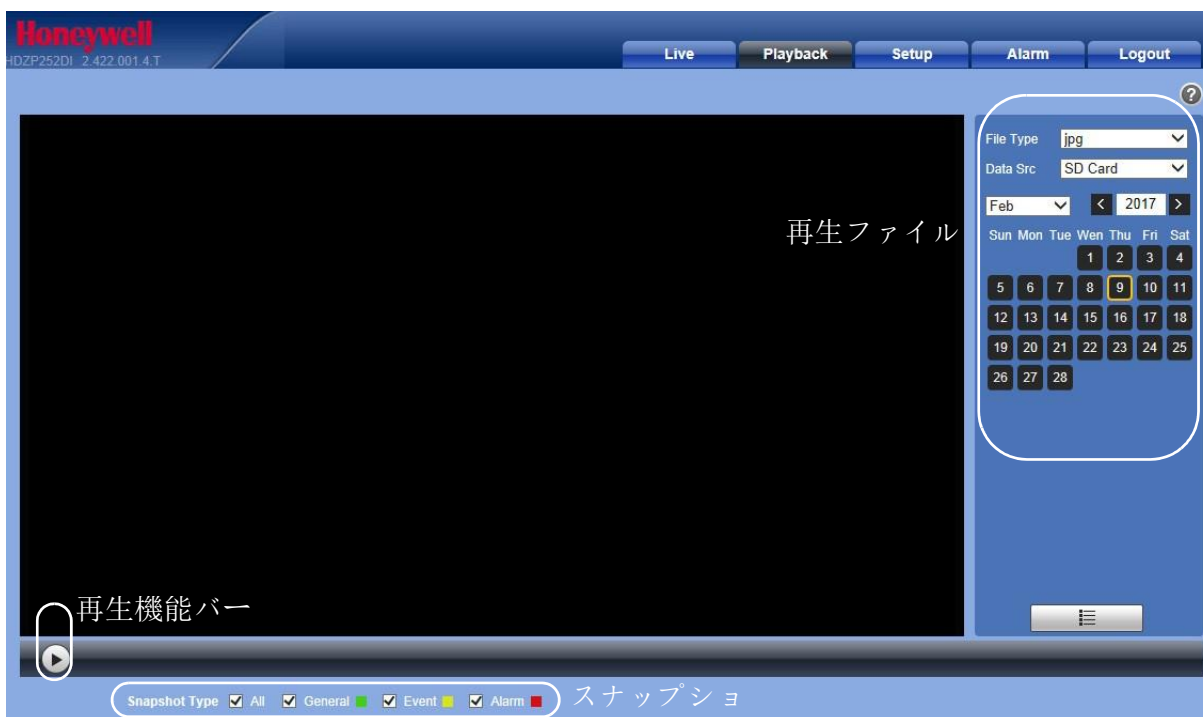 Honeywell
HDZP252DI 2.422.001.4.T
Live Playback Setup Alarm Logout
?
File Type jpg
Data Src SD Card
Feb < 2017 >
再生ファイル
Sun Mon Tue Wen Thu Fri Sat
1 2 3 4
5 6 7 8 9 10 11
12 13 14 15 16 17 18
19 20 21 22 23 24 25
26 27 28
再生機能バー
Snapshot Type All General Event Alarm スナップショ